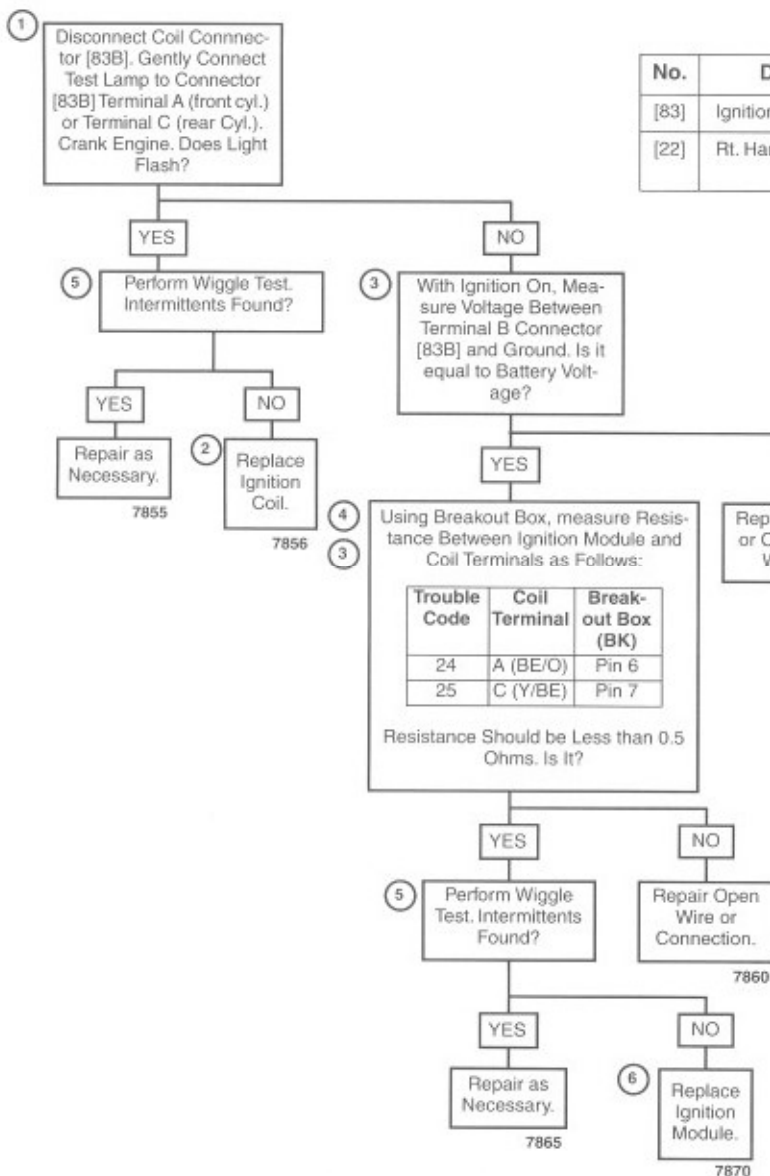 1
Disconnect Coil Connnec-
tor [83B]. Gently Connect
Test Lamp to Connector
[83B] Terminal A (front cyl.)
or Terminal C (rear Cyl.).
Crank Engine. Does Light
Flash?
No.
D
[83]
Ignition
[22]
Rt. Ha
YES
NO
5
Perform Wiggle Test.
Intermittents Found?
3
With Ignition On, Mea-
sure Voltage Between
Terminal B Connector
[83B] and Ground. Is it
equal to Battery Volt-
age?
YES
NO
Repair as
Necessary.
7855
2
Replace
Ignition
Coil.
7856
YES
4
3
Using Breakout Box, measure Resis-
tance Between Ignition Module and
Coil Terminals as Follows:
Trouble Code
Coil Terminal
Break-
out Box
(BK)
24
A (BE/O)
Pin 6
25
C (Y/BE)
Pin 7
Resistance Should be Less than 0.5
Ohms. Is It?
Rep
or C
W
YES
NO
5
Perform Wiggle
Test. Intermittents
Found?
Repair Open
Wire or
Connection.
7860
YES
NO
Repair as
Necessary.
7865
6
Replace
Ignition
Module.
7870